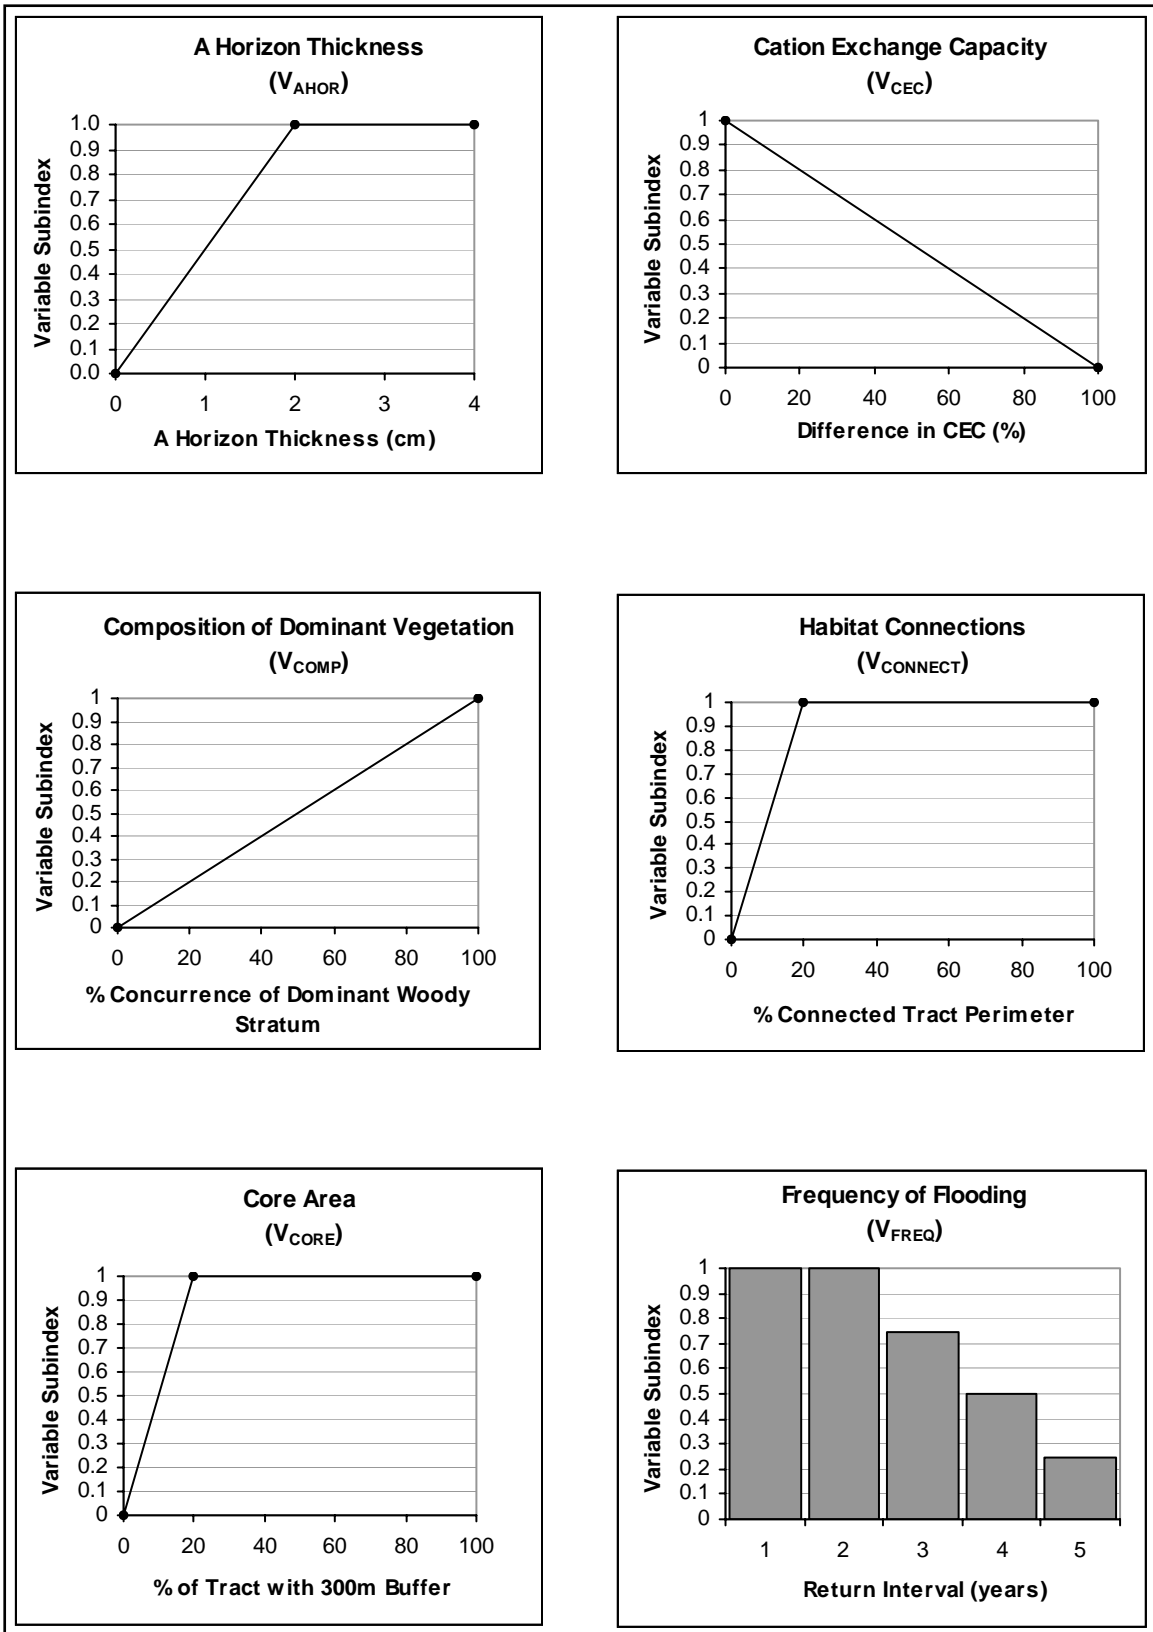 A Horizon Thickness
(VAHOR)
1.0
0.9
0.8
0.7
0.6
0.5
0.4
0.3
0.2
0.1
0.0
Variable Subindex
0 1 2 3 4
A Horizon Thickness (cm)
Cation Exchange Capacity
(VCEC)
1
0.9
0.8
0.7
0.6
0.5
0.4
0.3
0.2
0.1
0
Variable Subindex
0 20 40 60 80 100
Difference in CEC (%)
Composition of Dominant Vegetation
(VCOMP)
1
0.9
0.8
0.7
0.6
0.5
0.4
0.3
0.2
0.1
0
Variable Subindex
0 20 40 60 80 100
% Concurrence of Dominant Woody
Stratum
Habitat Connections
(VCONNECT)
1
0.9
0.8
0.7
0.6
0.5
0.4
0.3
0.2
0.1
0
Variable Subindex
0 20 40 60 80 100
% Connected Tract Perimeter
Core Area
(VCORE)
1
0.9
0.8
0.7
0.6
0.5
0.4
0.3
0.2
0.1
0
Variable Subindex
0 20 40 60 80 100
% of Tract with 300m Buffer
Frequency of Flooding
(VFREQ)
1
0.9
0.8
0.7
0.6
0.5
0.4
0.3
0.2
0.1
0
Variable Subindex
1 2 3 4 5
Return Interval (years)